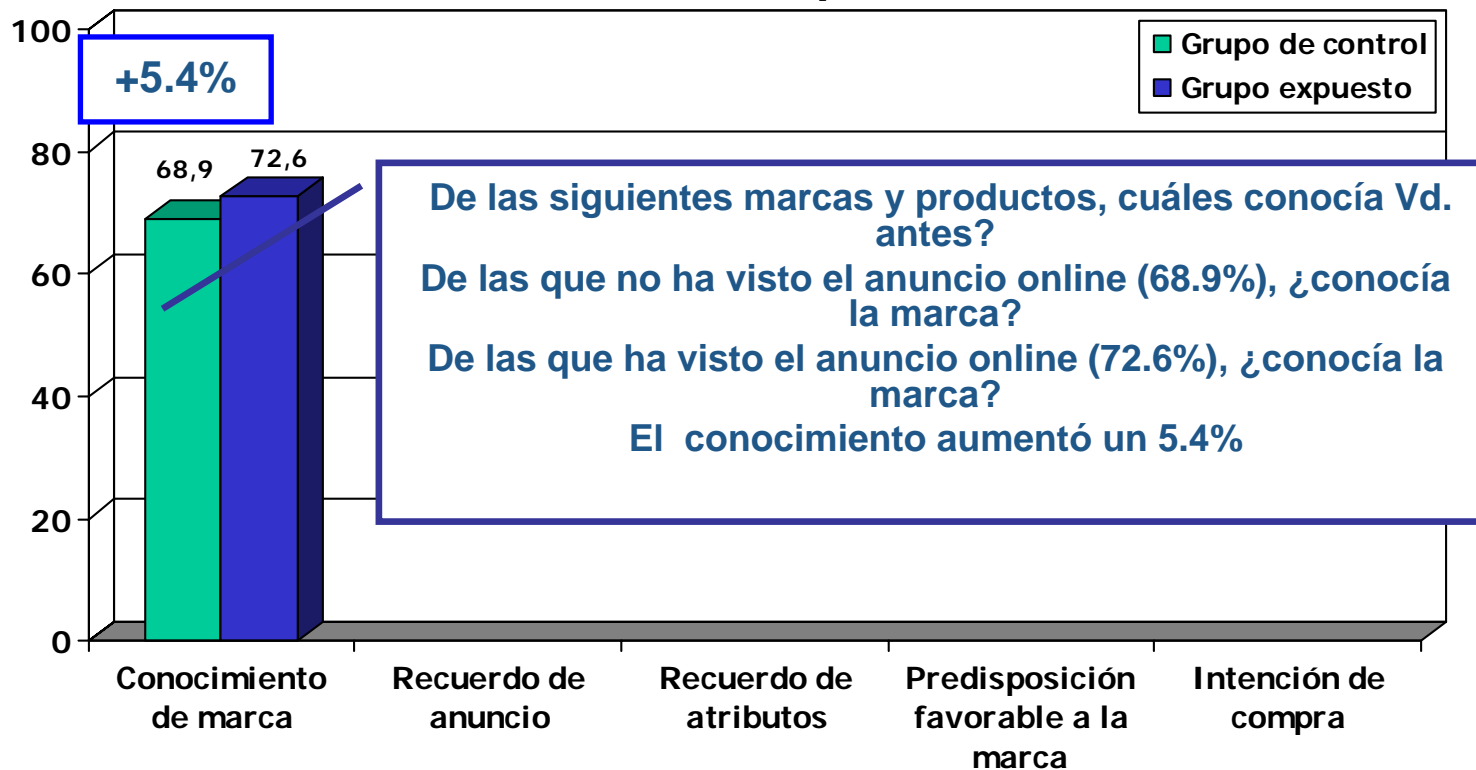 100
80
60
40
20
0
+5.4%
Grupo de control
Grupo expuesto
68,9
72,6
De las siguientes marcas y productos, cuáles conocía Vd.
antes?
De las que no ha visto el anuncio online (68.9%), ¿conocía
la marca?
De las que ha visto el anuncio online (72.6%), ¿conocía la
marca?
El conocimiento aumentó un 5.4%
Conocimiento
de marca
Recuerdo de
anuncio
Recuerdo de
atributos
Predisposición
favorable a la
marca
Intención de
compra